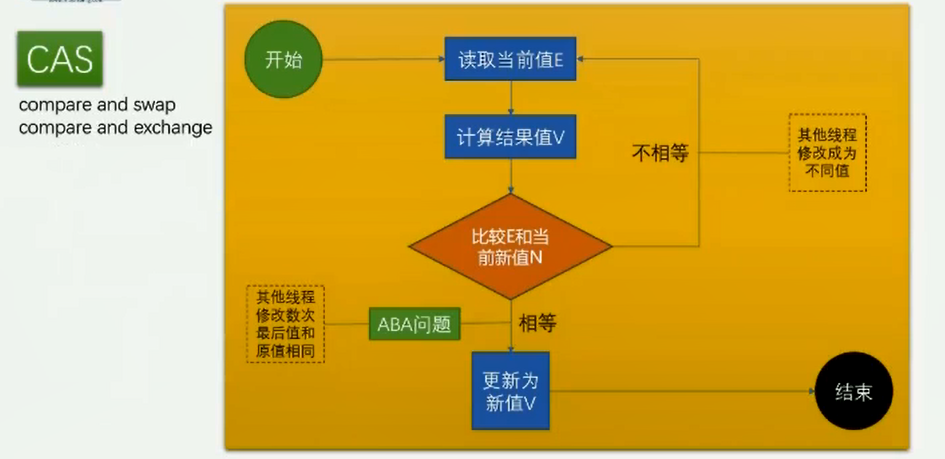 CAS
compare and swap
compare and exchange
开始
读取当前值E
计算结果值V
不相等
其他线程
修改成为
不同值
比较E和当
前新值N
其他线程
修改数次
最后值和
原值相同
ABA问题
相等
更新为
新值V
结束